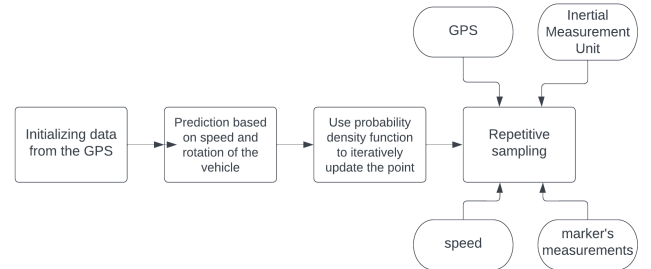 GPS
Inertial
Measurement
Unit
Initializing data
from the GPS
Prediction based
on speed and
rotation of the
vehicle
Use probability
density function
to iteratively
update the point
Repetitive
sampling
speed
marker's
measurements